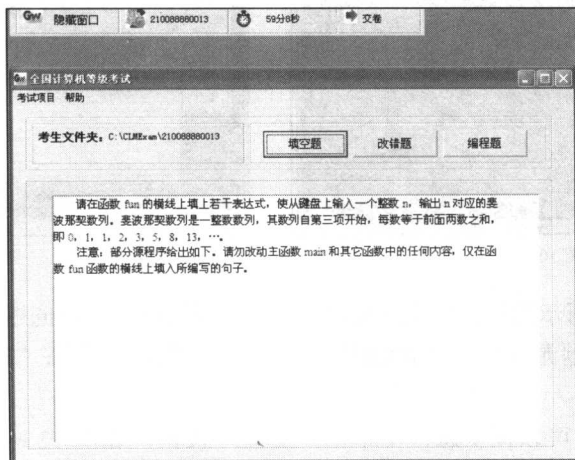 Gw 隐藏窗口 210088880013 59分8秒 交卷
Gw 全国计算机等级考试
考试项目 帮助
考生文件夹：C:\CLMExam\210088880013 填空题 改错题 编程题
请在函数 fun 的横线上填上若干表达式，使从键盘上输入一个整数 n，输出 n 对应的斐
波那契数列。斐波那契数列是一整数数列，其数列自第三项开始，每数等于前面两数之和，
即 0，1，1，2，3，5，8，13，…。
注意：部分源程序给出如下。请勿改动主函数 main 和其它函数中的任何内容，仅在函
数 fun 函数的横线上填入所编写的句子。